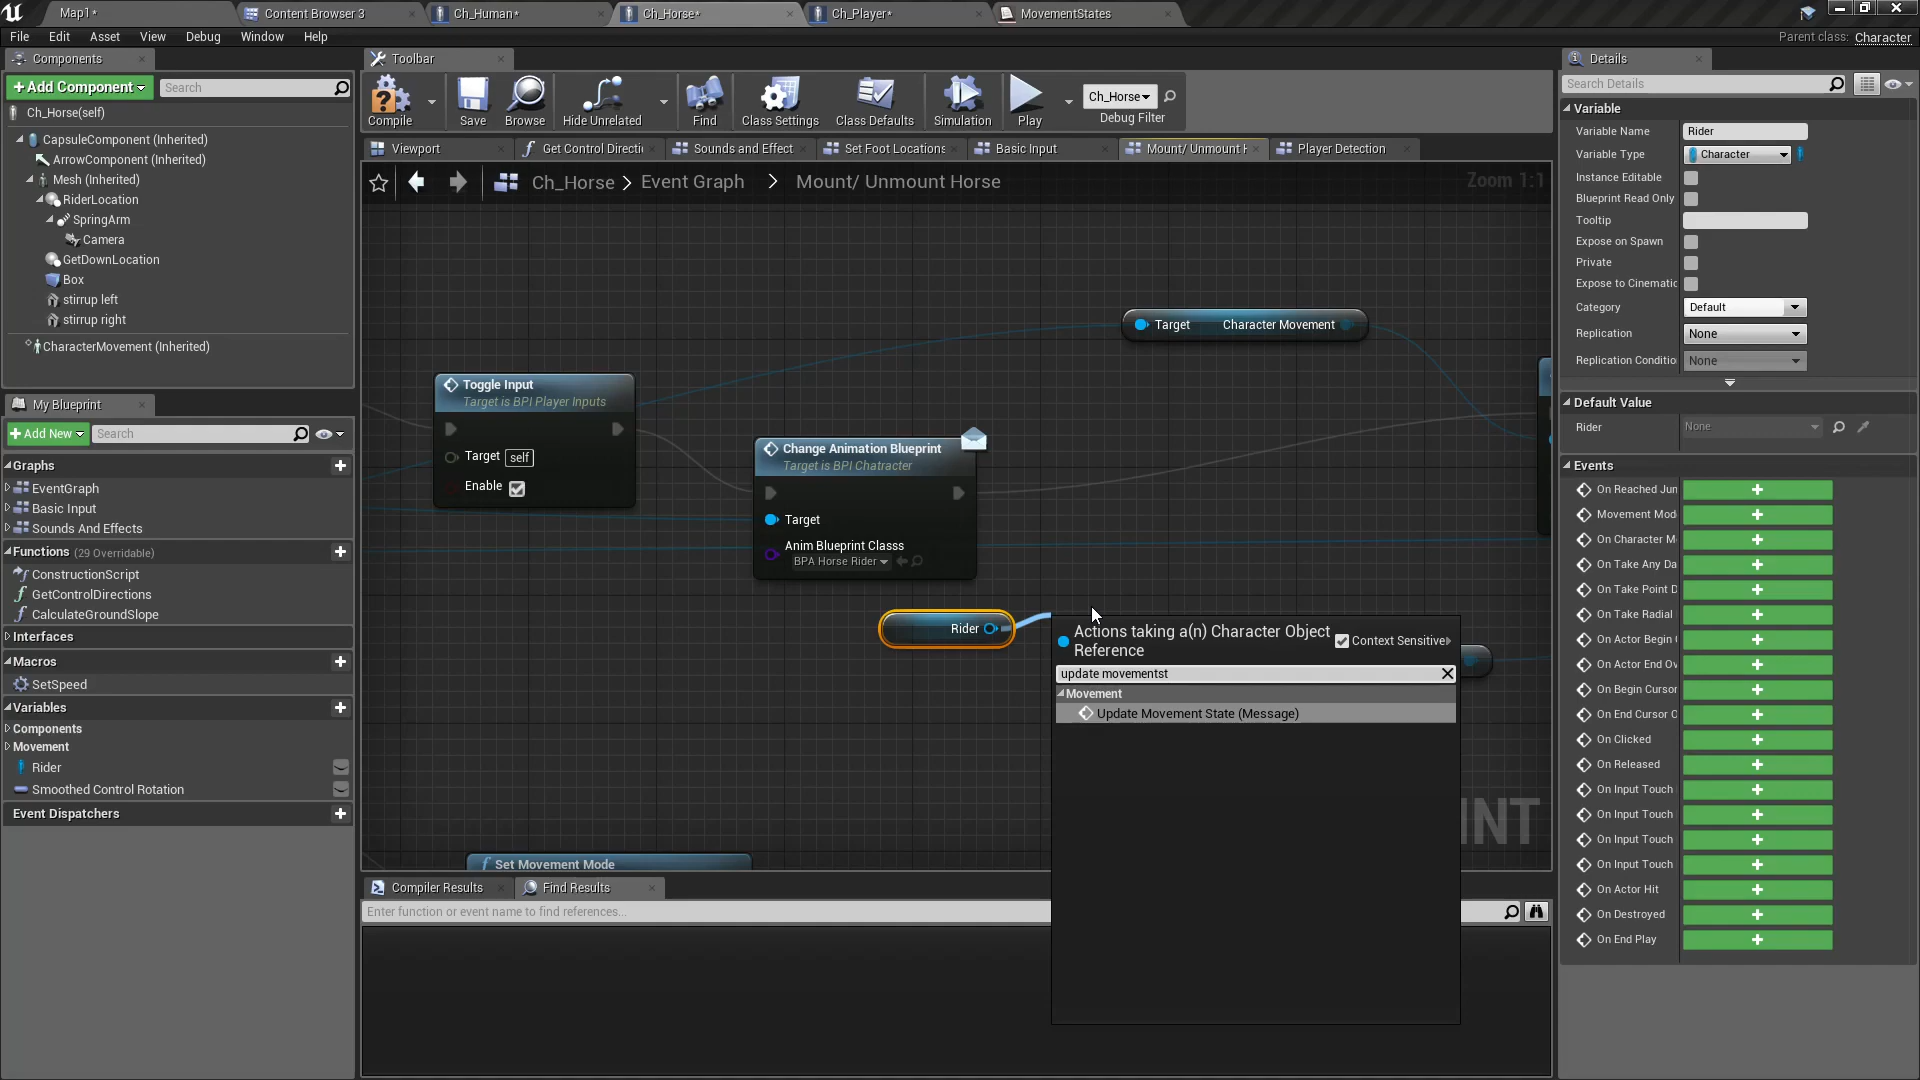 Map1*
Content Browser 3
Ch_Human*
Ch_Horse*
Ch_Player*
MovementStates
File Edit Asset View Debug Window Help
Parent class: Character
Components
+Add Component
Search
Ch_Horse(self)
CapsuleComponent (Inherited)
ArrowComponent (Inherited)
Mesh (Inherited)
RiderLocation
SpringArm
Camera
GetDownLocation
Box
stirrup left
stirrup right
CharacterMovement (Inherited)
My Blueprint
+Add New
Search
Graphs
EventGraph
Basic Input
Sounds And Effects
Functions (29 Overridable)
ConstructionScript
GetControlDirections
CalculateGroundSlope
Interfaces
Macros
SetSpeed
Variables
Components
Movement
Rider
Smoothed Control Rotation
Event Dispatchers
Toolbar
Compile
Save
Browse
Hide Unrelated
Find
Class Settings
Class Defaults
Simulation
Play
Ch_Horse
Debug Filter
Viewport
Get Control Directi
Sounds and Effect
Set Foot Locations
Basic Input
Mount/ Unmount H
Player Detection
Ch_Horse > Event Graph > Mount/ Unmount Horse
Zoom 1:1
Target Character Movement
Toggle Input
Target is BPI Player Inputs
Target self
Enable
Change Animation Blueprint
Target is BPI Chatracter
Target
Anim Blueprint Classs
BPA Horse Rider
Rider
Actions taking a(n) Character Object
Reference
Context Sensitive
update movementst
Movement
Update Movement State (Message)
INT
Set Movement Mode
Compiler Results
Find Results
Enter function or event name to find references...
Details
Search Details
Variable
Variable Name Rider
Variable Type Character
Instance Editable
Blueprint Read Only
Tooltip
Expose on Spawn
Private
Expose to Cinematic
Category Default
Replication None
Replication Conditio None
Default Value
Rider None
Events
On Reached Jun
Movement Mod
On Character M
On Take Any Da
On Take Point D
On Take Radial
On Actor Begin
On Actor End Ov
On Begin Cursor
On End Cursor O
On Clicked
On Released
On Input Touch
On Input Touch
On Input Touch
On Input Touch
On Actor Hit
On Destroyed
On End Play